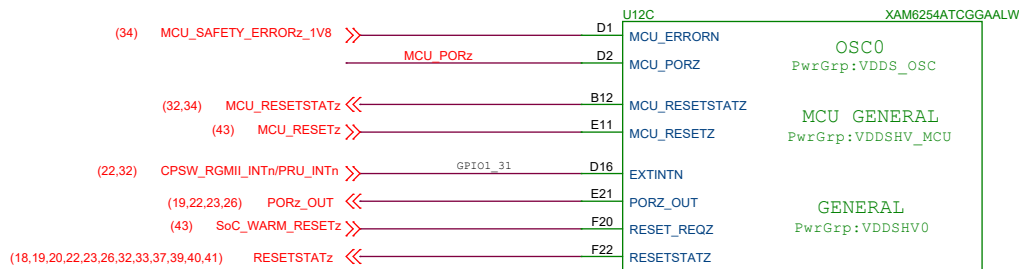 U12C XAM6254ATCGGAALW
(34) MCU_SAFETY_ERRORz_1V8 D1 MCU_ERRORN
OSC0
MCU_PORz D2 MCU_PORZ
PwrGrp:VDDS_OSC
(32,34) MCU_RESETSTATz B12 MCU_RESETSTATZ
MCU GENERAL
(43) MCU_RESETz E11 MCU_RESETZ
PwrGrp:VDDSHV_MCU
(22,32) CPSW_RGMII_INTn/PRU_INTn GPIO1_31 D16 EXTINTN
(19,22,23,26) PORz_OUT E21 PORZ_OUT
GENERAL
(43) SoC_WARM_RESETz F20 RESET_REQZ
PwrGrp:VDDSHV0
(18,19,20,22,23,26,32,33,37,39,40,41) RESETSTATz F22 RESETSTATZ